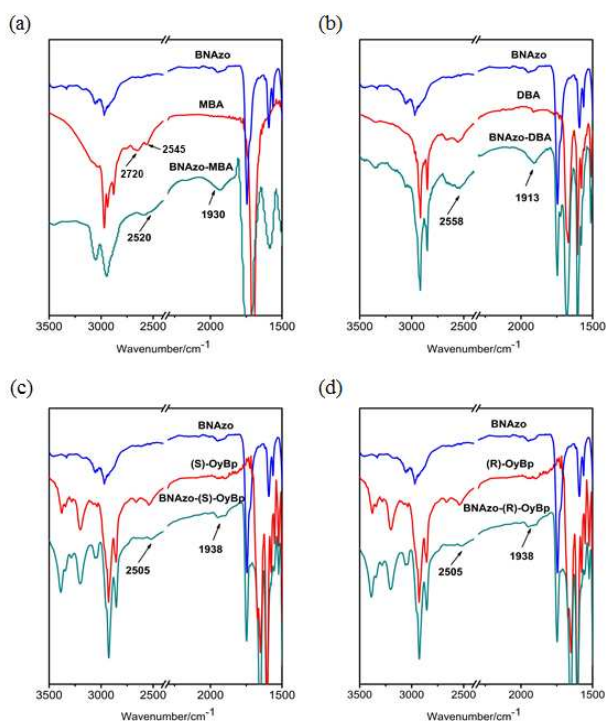 (a)
BNAzo
MBA
2720
2545
BNAzo-MBA
2520
1930
3500 3000 2500 2000 1500
Wavenumber/cm-1
(b)
BNAzo
DBA
BNAzo-DBA
2558
1913
3500 3000 2500 2000 1500
Wavenumber/cm-1
(c)
BNAzo
(S)-OyBp
BNAzo-(S)-OyBp
2505
1938
3500 3000 2500 2000 1500
Wavenumber/cm-1
(d)
BNAzo
(R)-OyBp
BNAzo-(R)-OyBp
2505
1938
3500 3000 2500 2000 1500
Wavenumber/cm-1